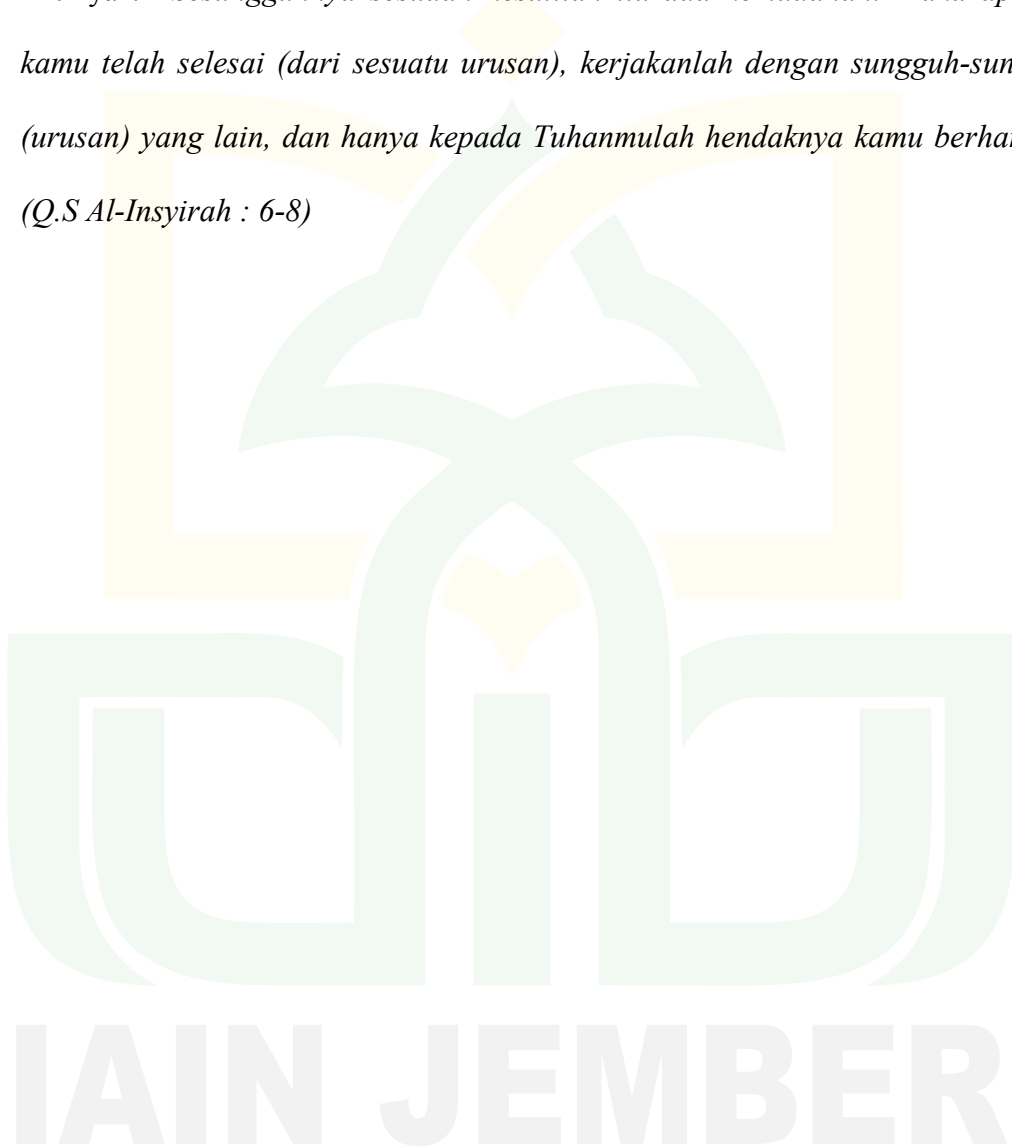 kamu telah selesai (dari sesuatu urusan), kerjakanlah dengan sungguh-sun
(urusan) yang lain, dan hanya kepada Tuhanmulah hendaknya kamu berhar
(Q.S Al-Insyirah : 6-8)
IAIN JEMBER